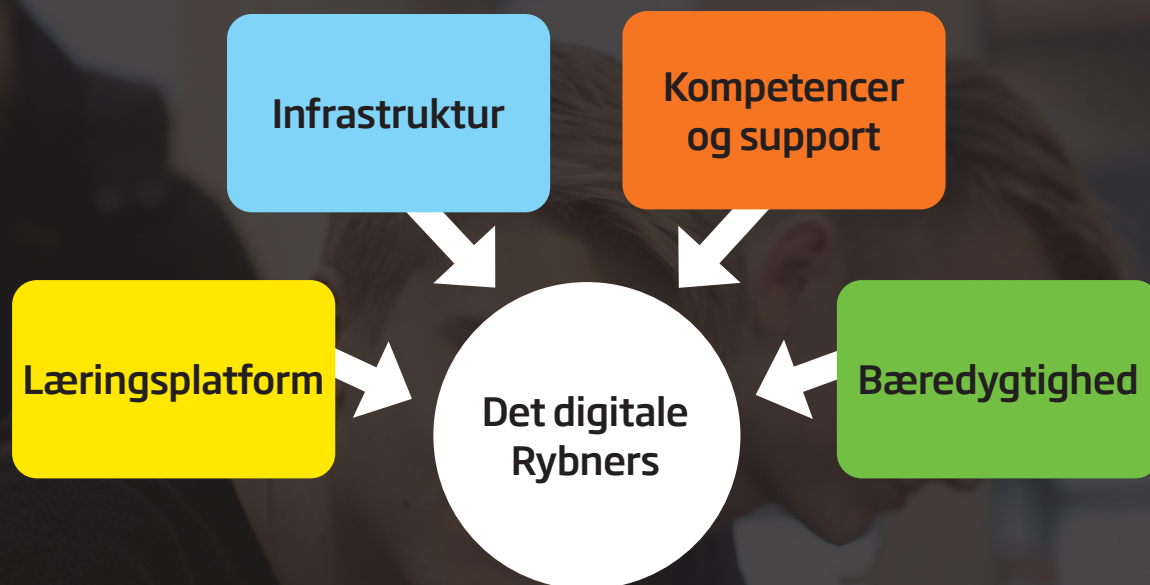 Infrastruktur
Kompetencer
og support
Læringsplatform
Det digitale
Rybners
Bæredygtighed